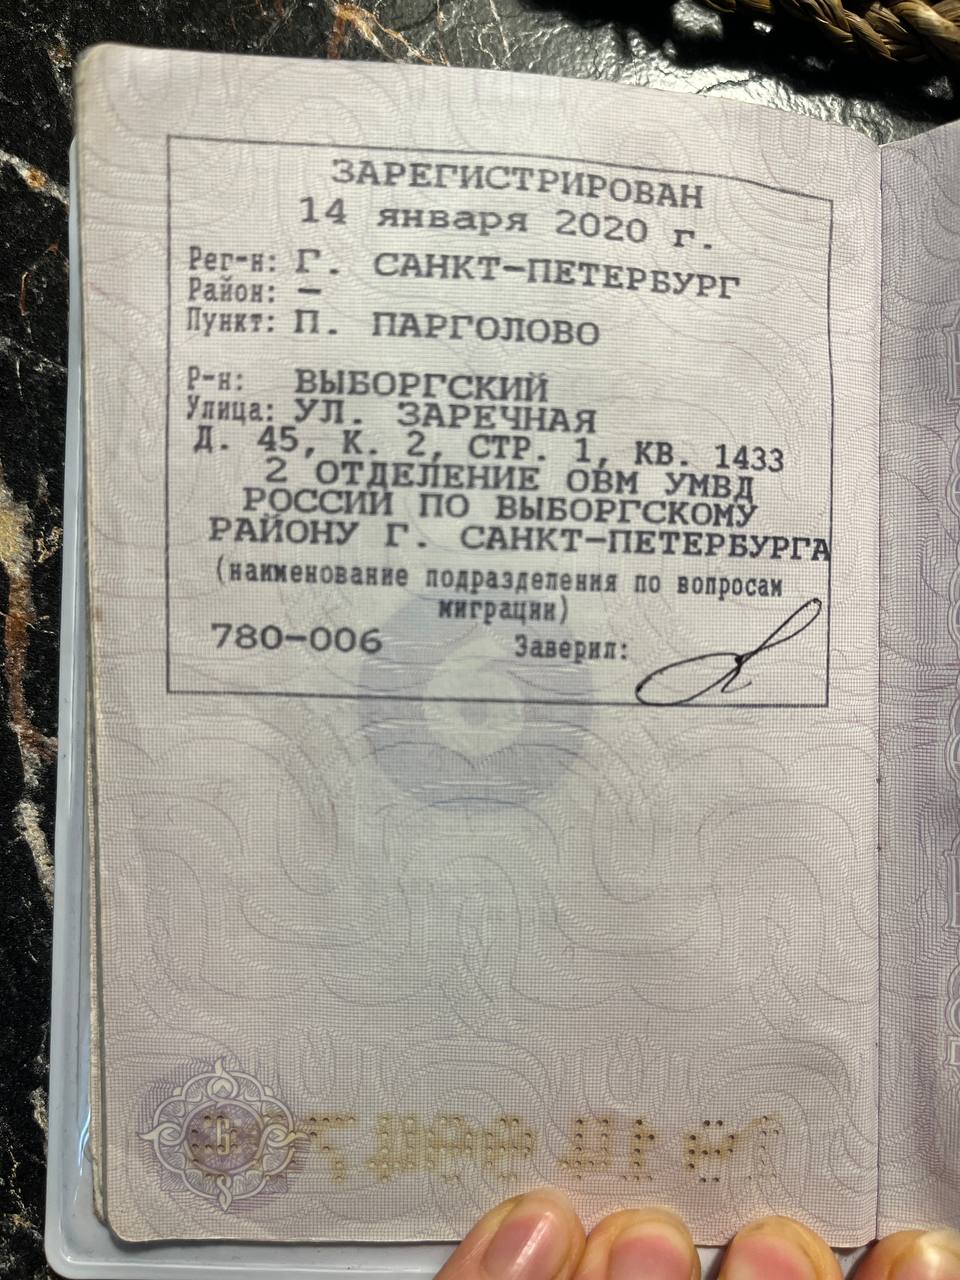 ЗАРЕГИСТРИРОВАН
14 января 2020 г.
Рег-н: Г. САНКТ-ПЕТЕРБУРГ
Район: —
Пункт: П. ПАРГОЛОВО
Р-н: ВЫБОРГСКИЙ
Улица: УЛ. ЗАРЕЧНАЯ
Д. 45, К. 2, СТР. 1, КВ. 1433
2 ОТДЕЛЕНИЕ ОВМ УМВД
РОССИИ ПО ВЫБОРГСКОМУ
РАЙОНУ Г. САНКТ-ПЕТЕРБУРГА
(наименование подразделения по вопросам
миграции)
780-006 Заверил: